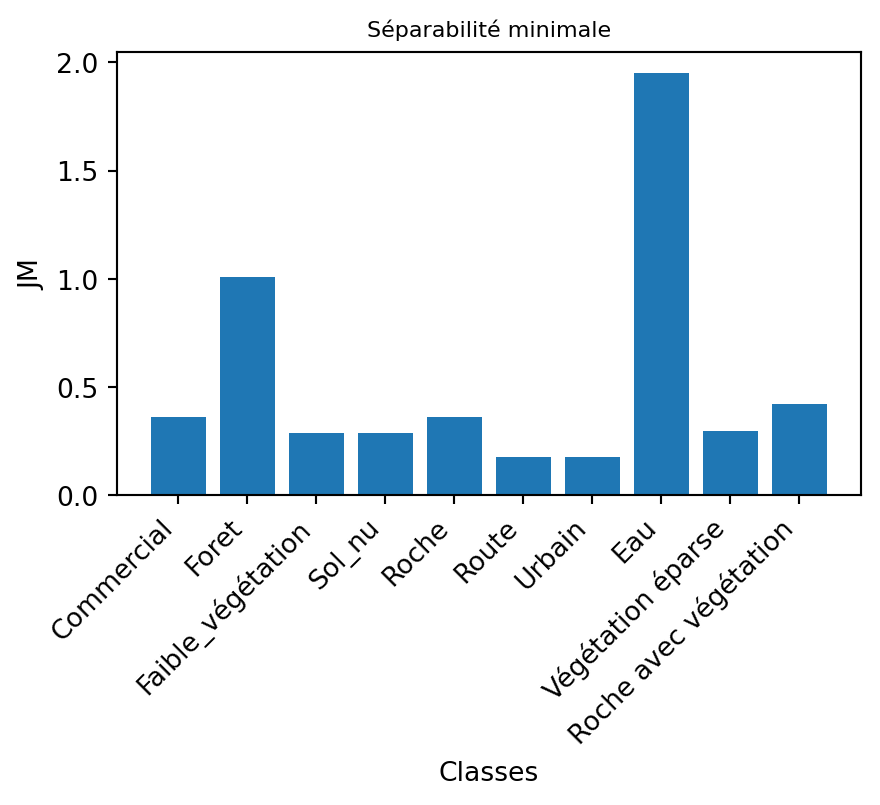 Séparabilité minimale
2.0
1.5
1.0
0.5
0.0
JM
Commercial
Foret
Faible_végétation
Sol_nu
Roche
Route
Urbain
Eau
Végétation éparse
Roche avec végétation
Classes